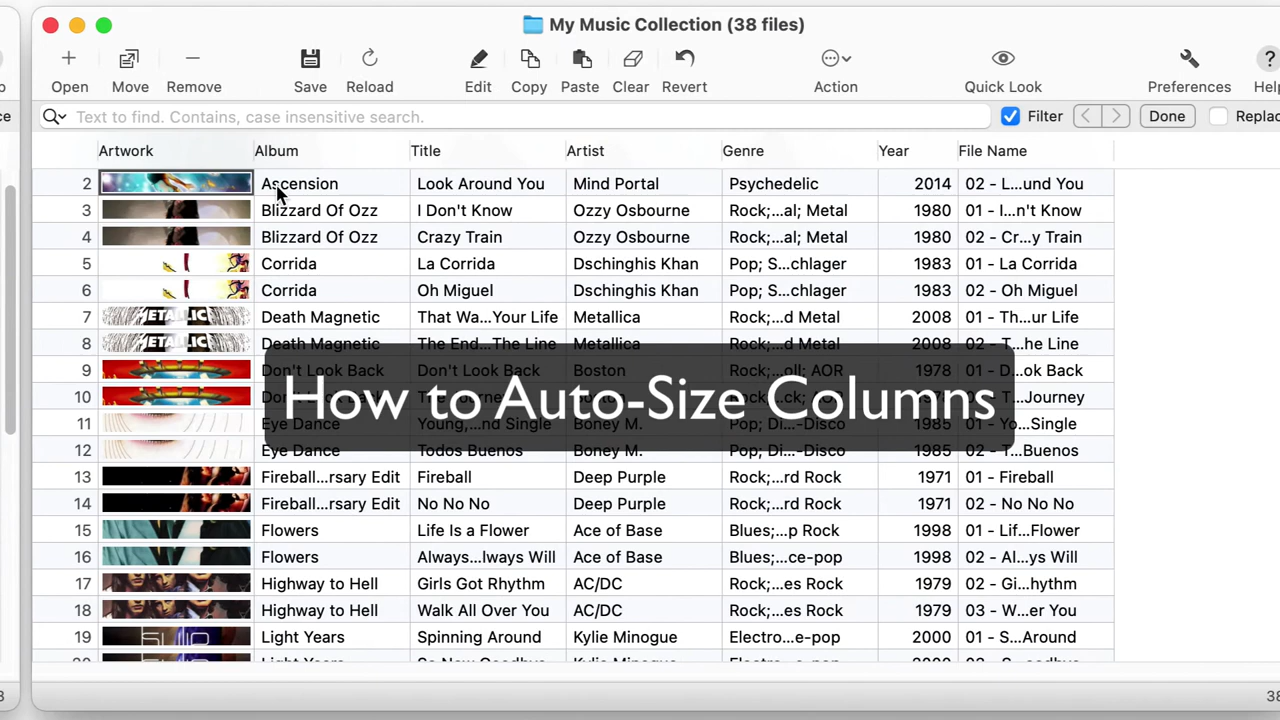 My Music Collection (38 files)
Open Move Remove Save Reload Edit Copy Paste Clear Revert Action Quick Look Preferences Help
Text to find. Contains, case insensitive search. Filter Done Replac
Artwork Album Title Artist Genre Year File Name
2 Ascension Look Around You Mind Portal Psychedelic 2014 02 - L...und You
3 Blizzard Of Ozz I Don't Know Ozzy Osbourne Rock;...al; Metal 1980 01 - I...n't Know
4 Blizzard Of Ozz Crazy Train Ozzy Osbourne Rock;...al; Metal 1980 02 - Cr...y Train
5 Corrida La Corrida Dschinghis Khan Pop; S...chlager 1983 01 - La Corrida
6 Corrida Oh Miguel Dschinghis Khan Pop; S...chlager 1983 02 - Oh Miguel
7 METALLIC Death Magnetic That Wa...Your Life Metallica Rock;...d Metal 2008 01 - Th...ur Life
8 METALLIC Death Magnetic The End...The Line Metallica Rock;...d Metal 2008 02 - T...he Line
9 Don't Look Back Don't Look Back Boston Rock;...oll; AOR 1978 01 - D...ok Back
10 Journey
How to Auto-Size Columns
11 Eye Dance Young,...nd Single Boney M. Pop; Di...-Disco 1985 01 - Yo...Single
12 Eye Dance Todos Buenos Boney M. Pop; Di...-Disco 1985 02 - T...Buenos
13 Fireball...rsary Edit Fireball Deep Purple Rock;...rd Rock 1971 01 - Fireball
14 Fireball...rsary Edit No No No Deep Purple Rock;...rd Rock 1971 02 - No No No
15 Flowers Life Is a Flower Ace of Base Blues;...p Rock 1998 01 - Lif...Flower
16 Flowers Always...lways Will Ace of Base Blues;...ce-pop 1998 02 - Al...ys Will
17 Highway to Hell Girls Got Rhythm AC/DC Rock;...es Rock 1979 02 - Gi...hythm
18 Highway to Hell Walk All Over You AC/DC Rock;...es Rock 1979 03 - W...er You
19 Light Years Spinning Around Kylie Minogue Electro...e-pop 2000 01 - S...Around
38